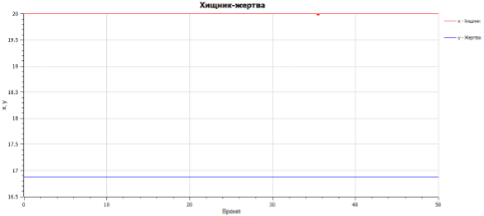 Хищник-жертва
x - Хищник
y - Жертва
20
19.5
19
18.5
18
17.5
17
16.5
x, y
0
10
20
30
40
50
Время